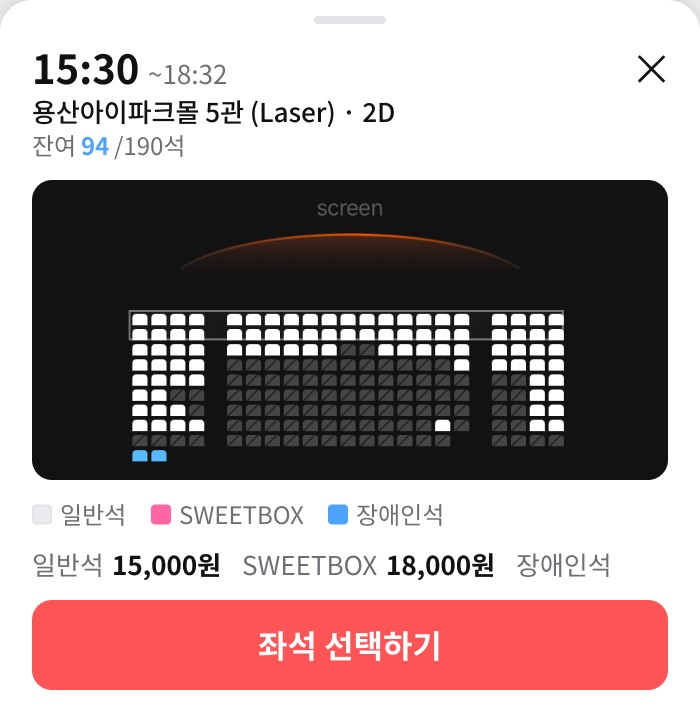 15:30 ~18:32
용산아이파크몰 5관 (Laser) · 2D
잔여 94 /190석
screen
일반석 SWEETBOX 장애인석
일반석 15,000원 SWEETBOX 18,000원 장애인석
좌석 선택하기